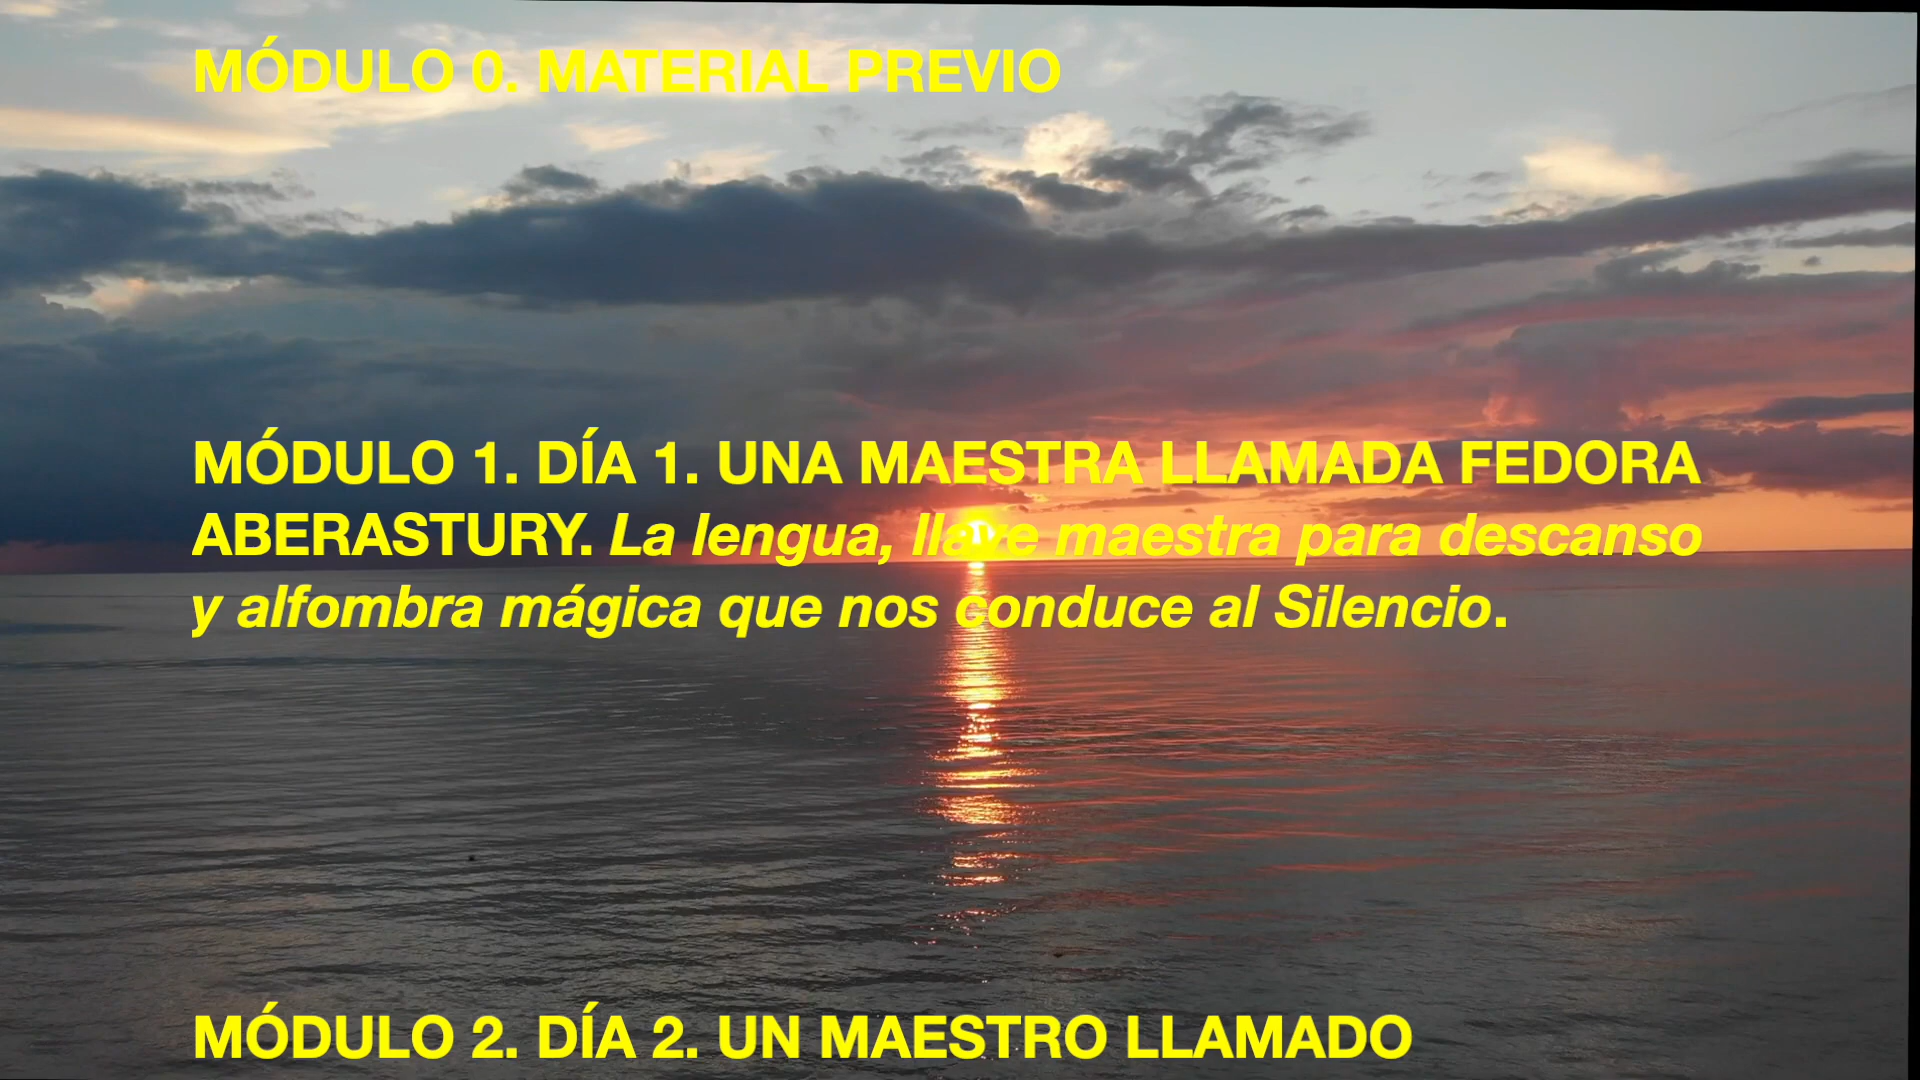 MÓDULO 0. MATERIAL PREVIO
MÓDULO 1. DÍA 1. UNA MAESTRA LLAMADA FEDORA
ABERASTURY. La lengua, llave maestra para descanso
y alfombra mágica que nos conduce al Silencio.
MÓDULO 2. DÍA 2. UN MAESTRO LLAMADO